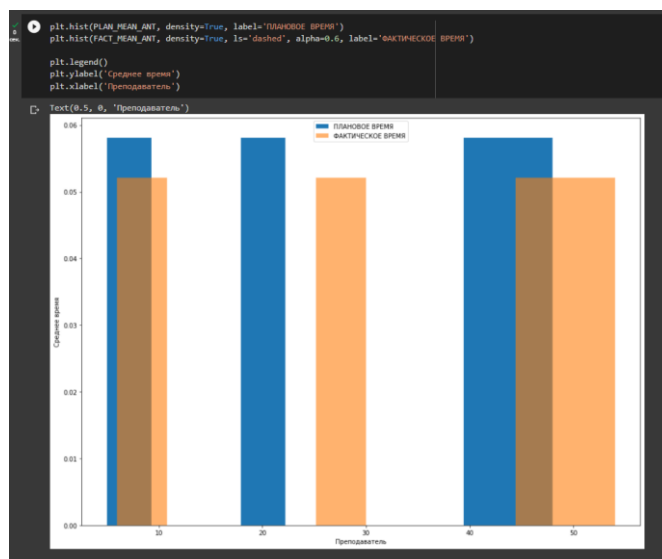 plt.hist(PLAN_MEAN_ANT, density=True, label='ПЛАНОВОЕ ВРЕМЯ')
plt.hist(FACT_MEAN_ANT, density=True, ls='dashed', alpha=0.6, label='ФАКТИЧЕСКОЕ ВРЕМЯ')
plt.legend()
plt.ylabel('Среднее время')
plt.xlabel('Преподаватель')
Text(0.5, 0, 'Преподаватель')
ПЛАНОВОЕ ВРЕМЯ
ФАКТИЧЕСКОЕ ВРЕМЯ
0.06
0.05
0.04
0.03
0.02
0.01
0.00
Среднее время
10
20
30
40
50
Преподаватель